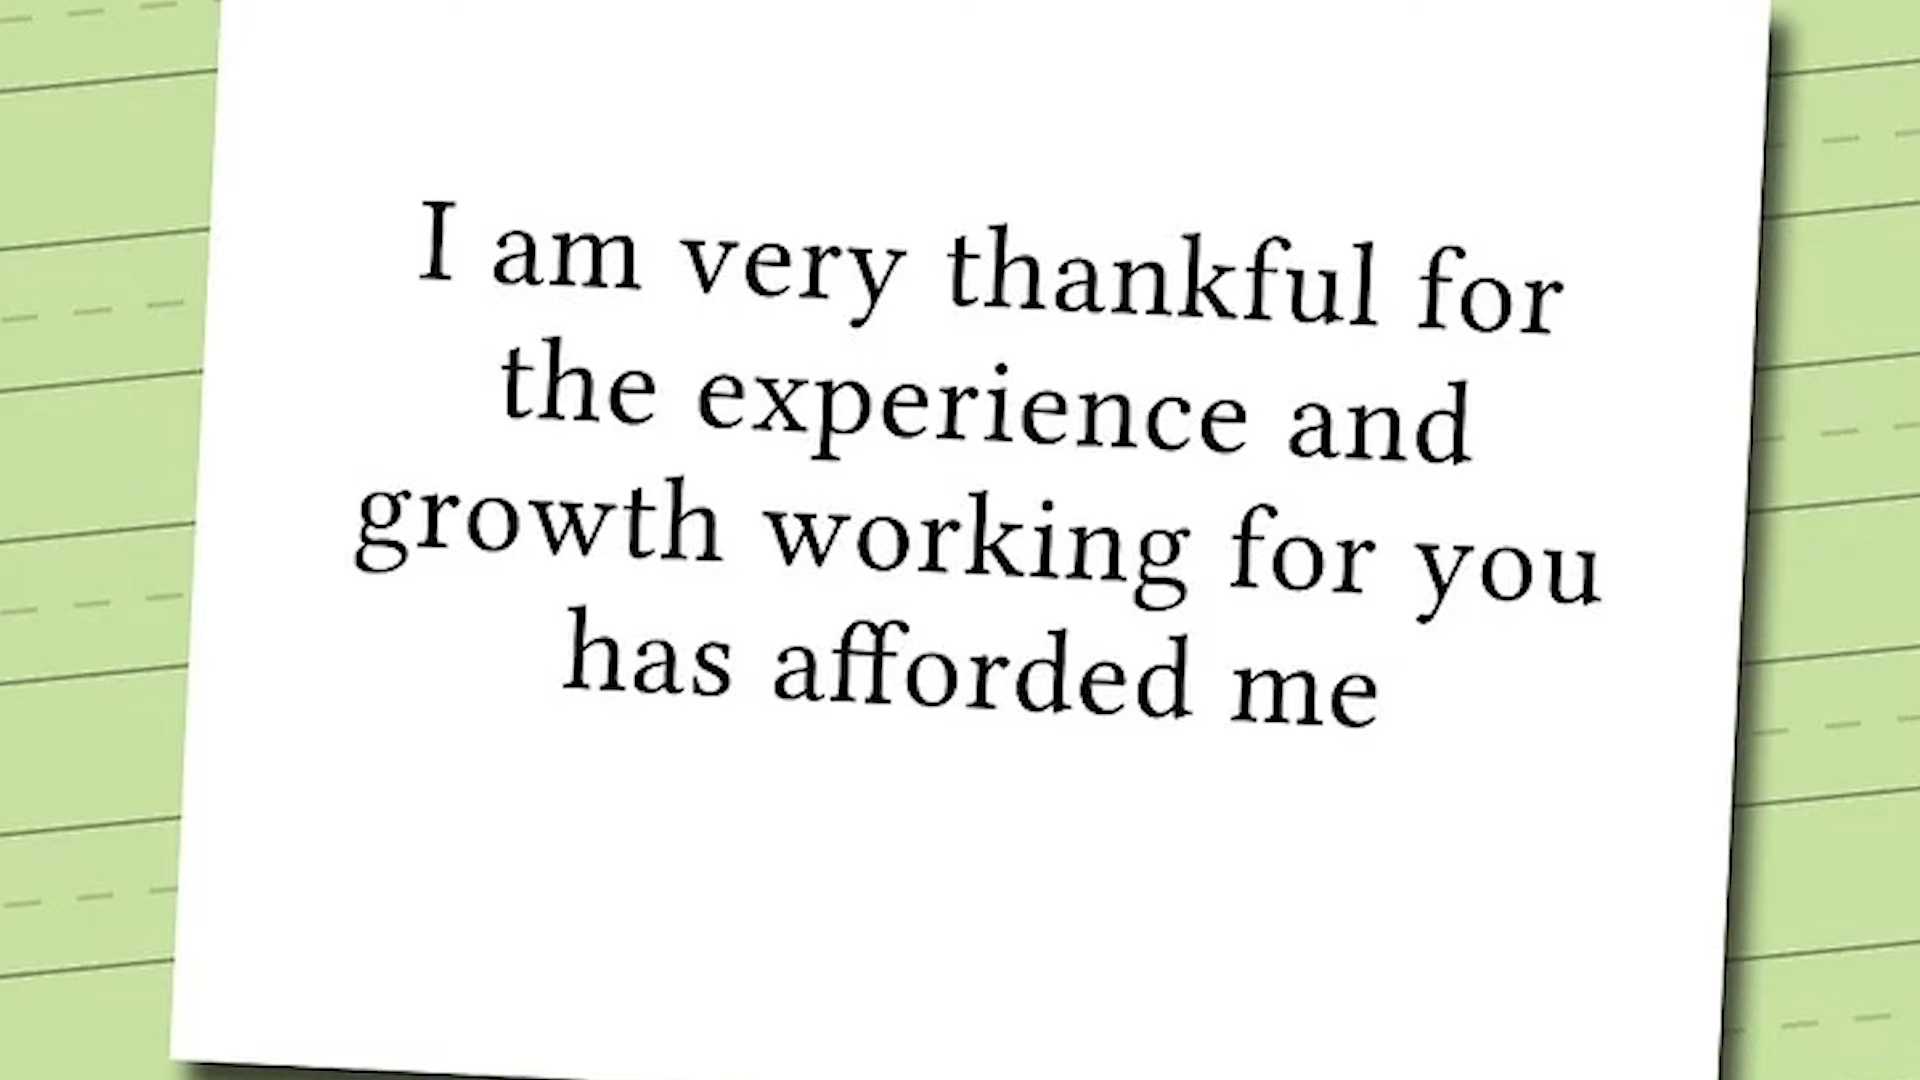 I am very thankful for
the experience and
growth working for you
has afforded me